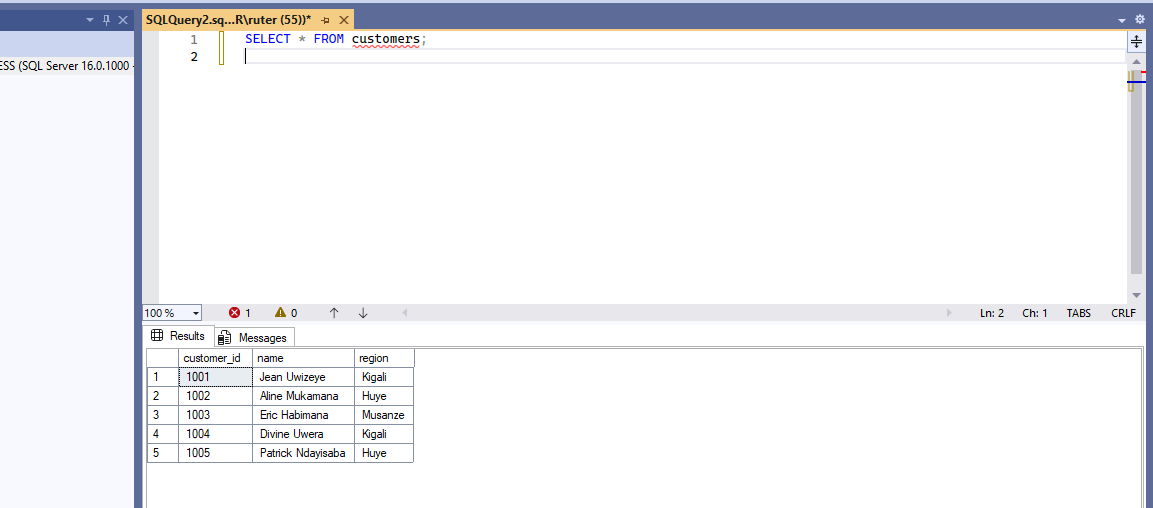 SQLQuery2.sq...R\ruter (55))*
ESS (SQL Server 16.0.1000 -
1 SELECT * FROM customers;
2
100 % 1 0 Ln: 2 Ch: 1 TABS CRLF
Results Messages
customer_id name region
1 1001 Jean Uwizeye Kigali
2 1002 Aline Mukamana Huye
3 1003 Eric Habimana Musanze
4 1004 Divine Uwera Kigali
5 1005 Patrick Ndayisaba Huye